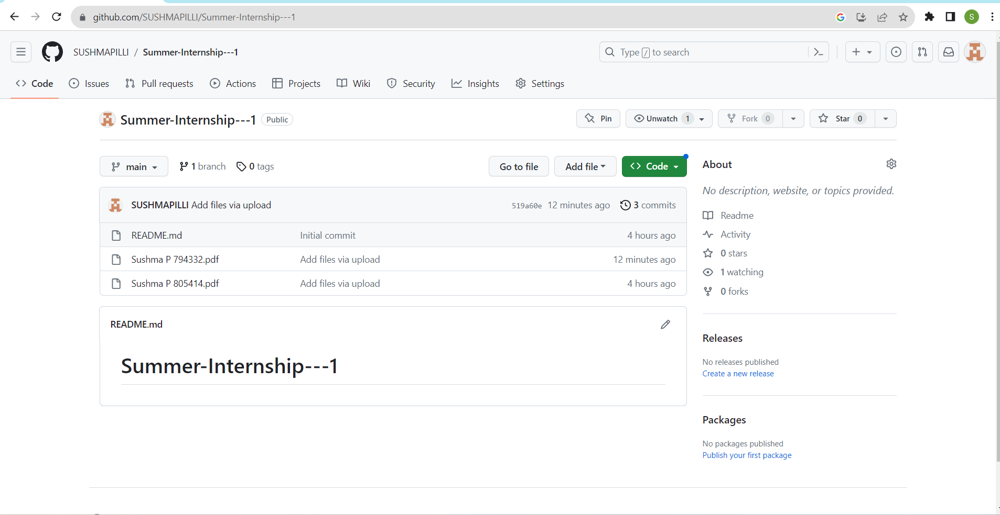 github.com/SUSHMAPILLI/Summer-Internship---1
S
SUSHMAPILLI / Summer-Internship---1
Type / to search
Code Issues Pull requests Actions Projects Wiki Security Insights Settings
Summer-Internship---1 Public
Pin Unwatch 1 Fork 0 Star 0
main 1 branch 0 tags Go to file Add file Code
SUSHMAPILLI Add files via upload 519a60e 12 minutes ago 3 commits
README.md Initial commit 4 hours ago
Sushma P 794332.pdf Add files via upload 12 minutes ago
Sushma P 805414.pdf Add files via upload 4 hours ago
README.md
Summer-Internship---1
About
No description, website, or topics provided.
Readme
Activity
0 stars
1 watching
0 forks
Releases
No releases published
Create a new release
Packages
No packages published
Publish your first package